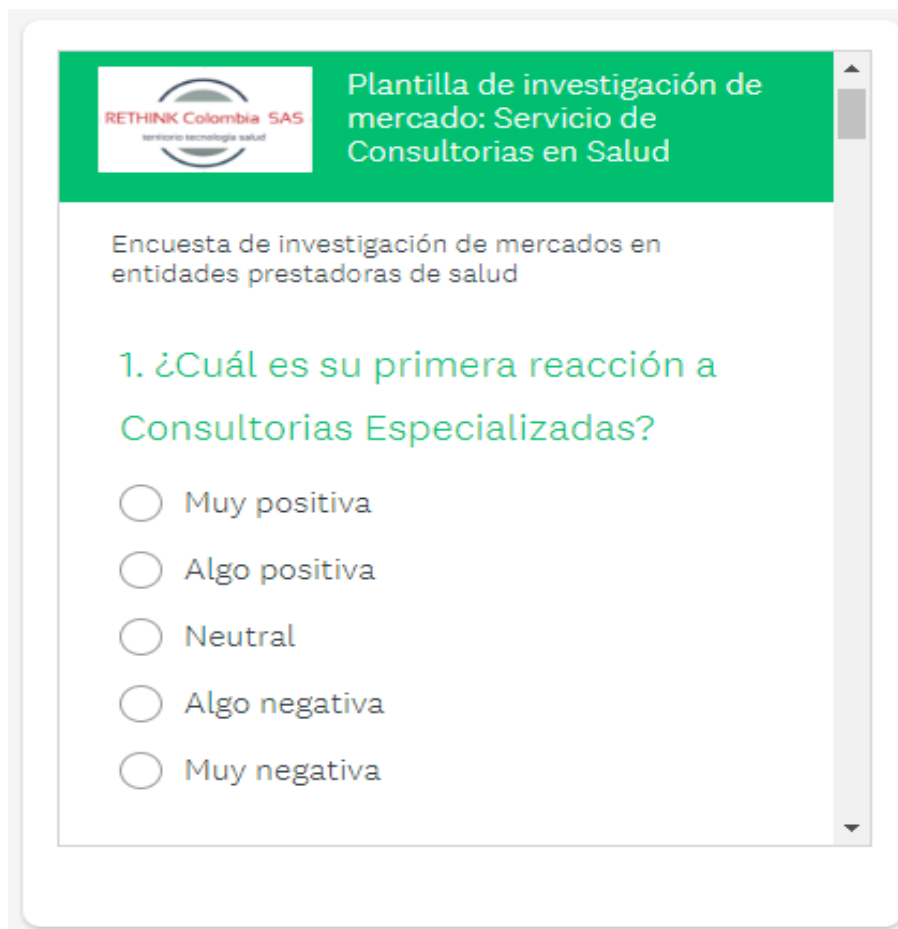 RETHINK Colombia SAS
territorio tecnología salud
Plantilla de investigación de
mercado: Servicio de
Consultorias en Salud
Encuesta de investigación de mercados en
entidades prestadoras de salud
1. ¿Cuál es su primera reacción a
Consultorias Especializadas?
Muy positiva
Algo positiva
Neutral
Algo negativa
Muy negativa